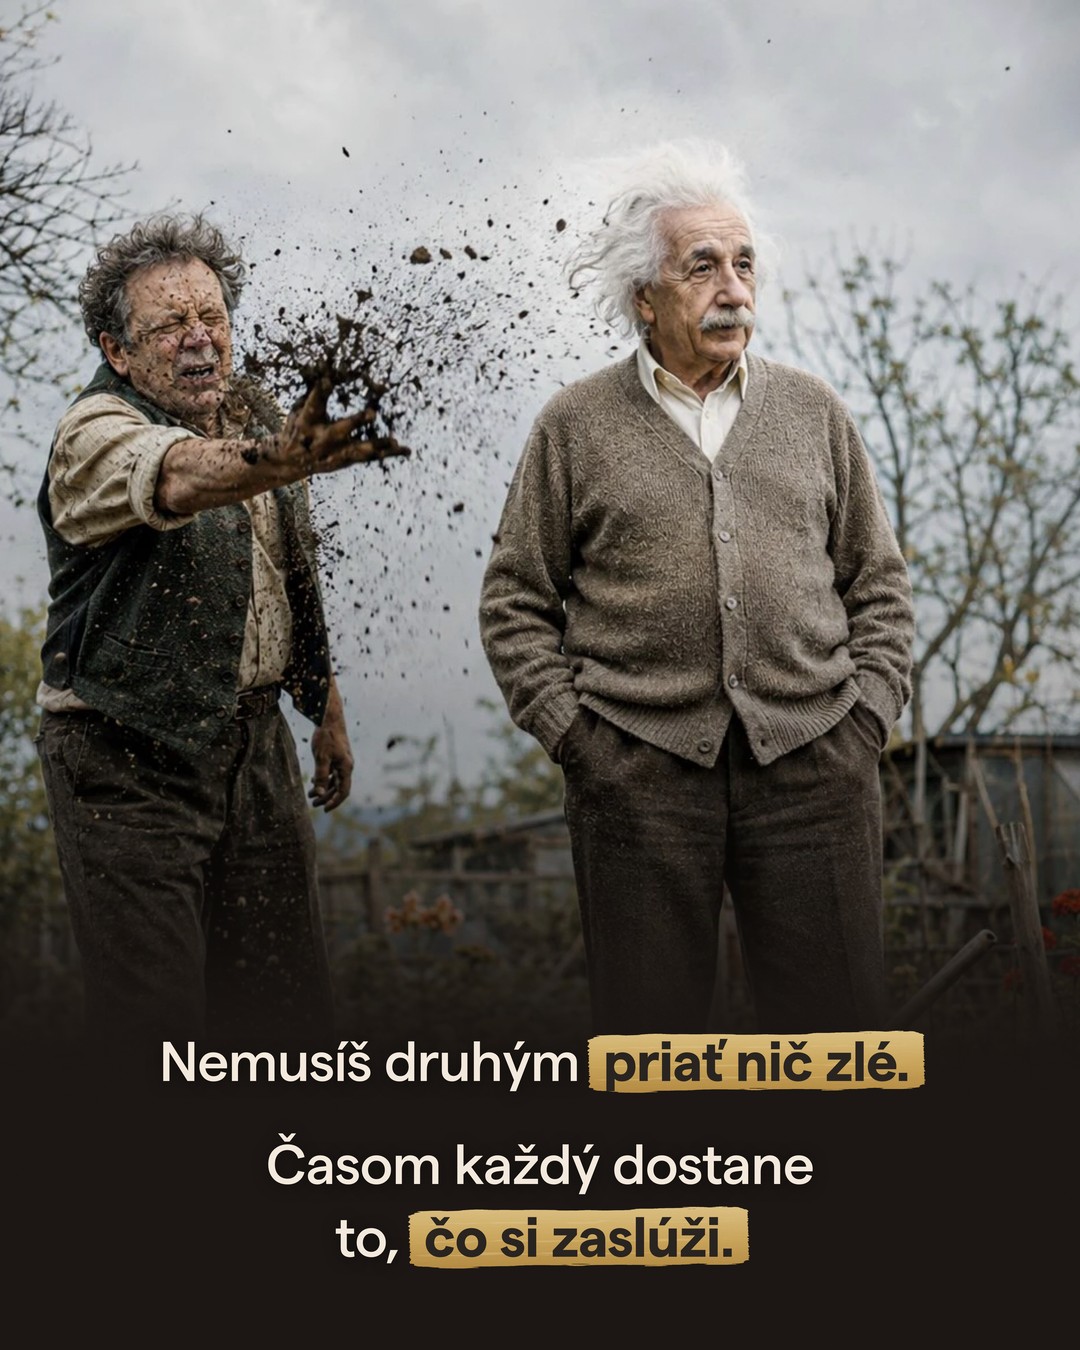 Nemusíš druhým priať nič zlé.
Časom každý dostane
to, čo si zaslúži.